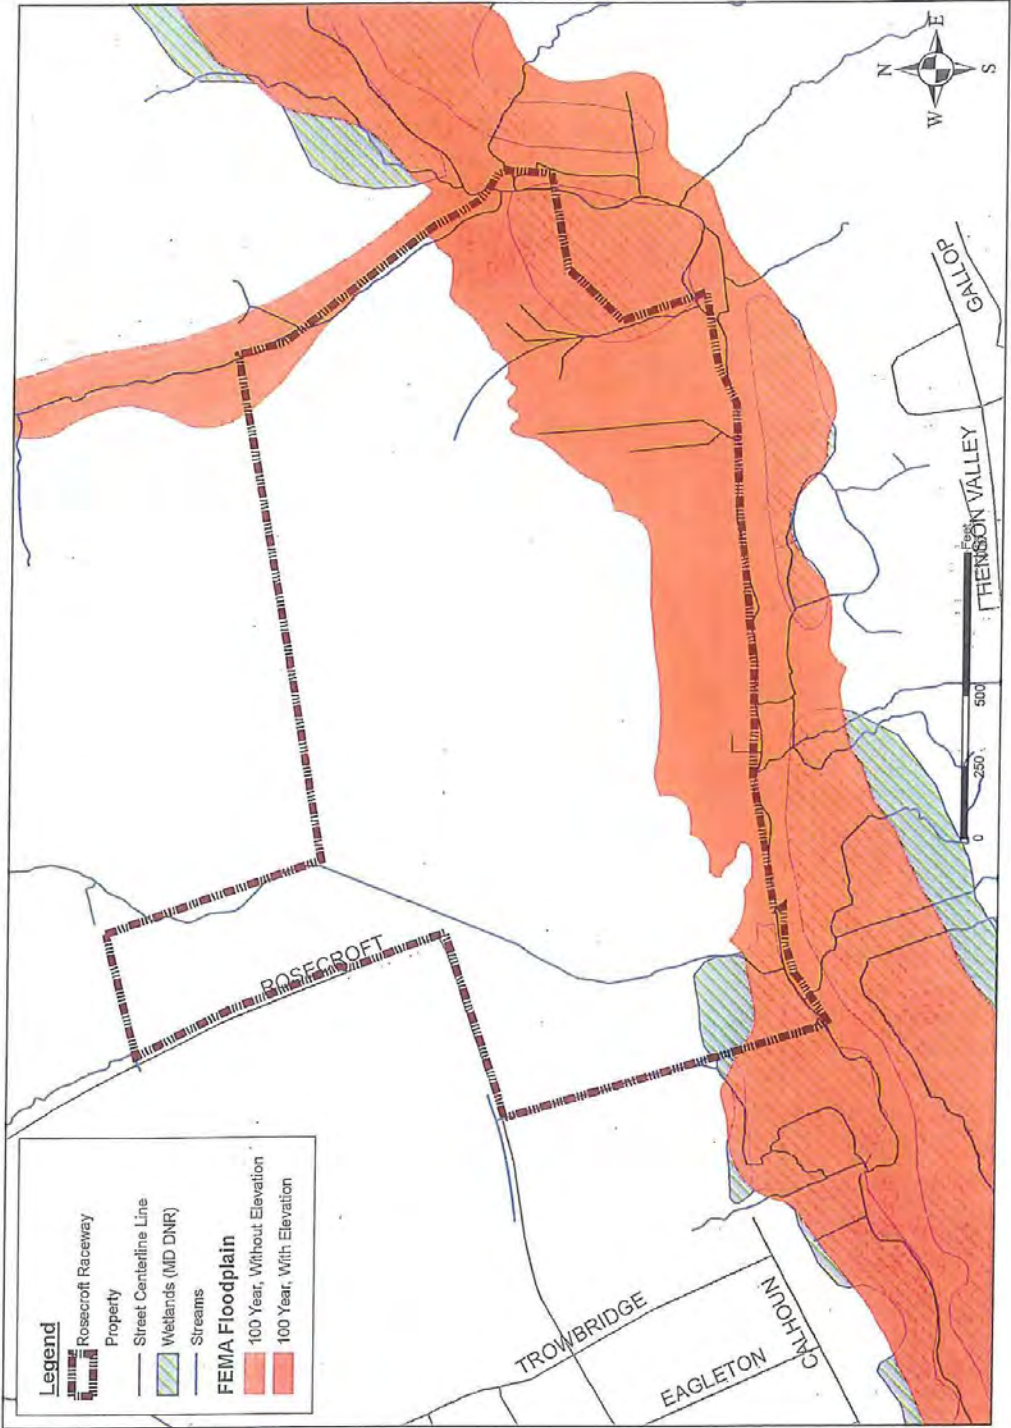 Legend
Rosecroft Raceway
Property
Street Centerline Line
Wetlands (MD DNR)
Streams
FEMA Floodplain
100 Year, Without Elevation
100 Year, With Elevation
ROSECROFT
TROWBRIDGE
EAGLETON
CALHOUN
0 250 500
Feet
HENSON VALLEY
GALLOP
N
E
S
W